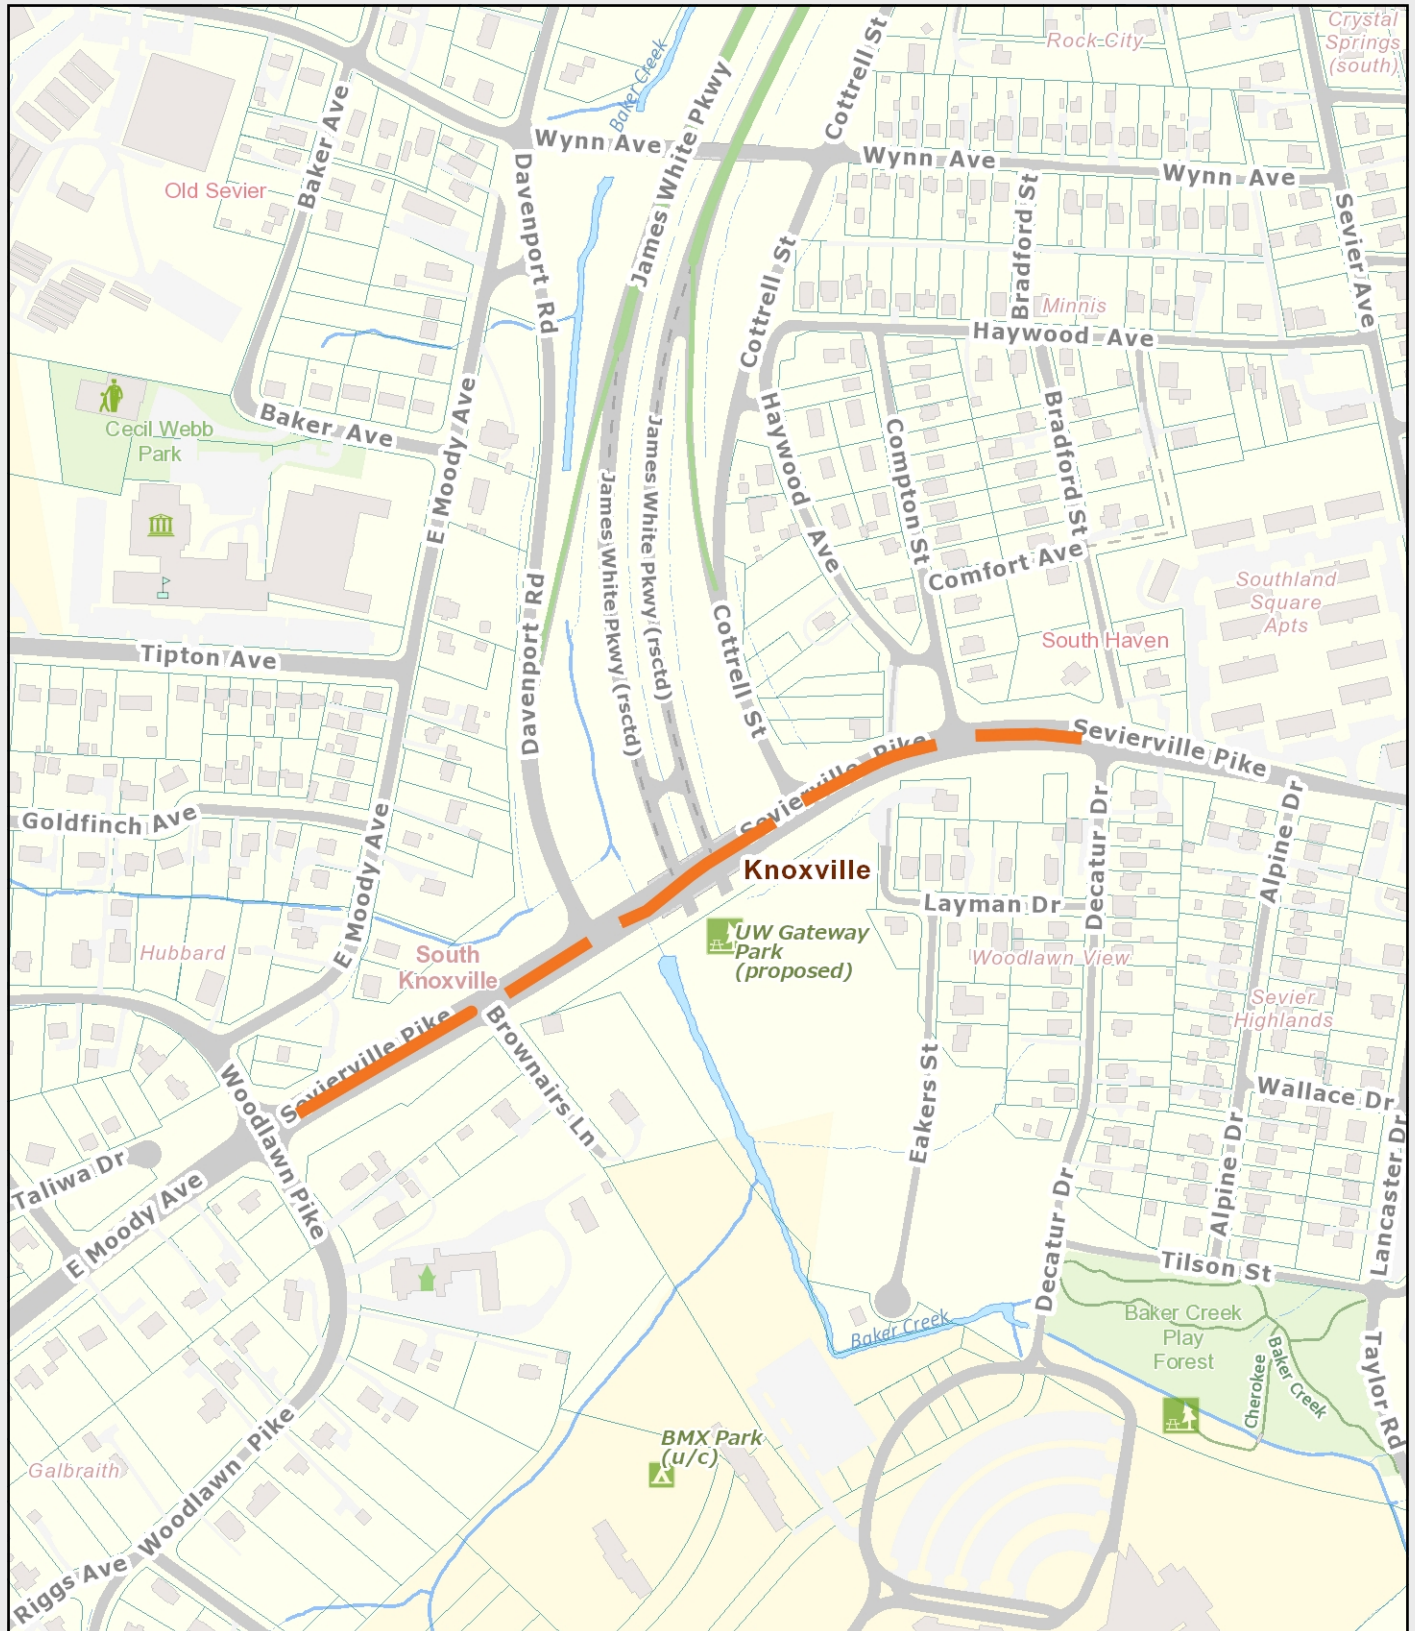 Crystal
Springs
(south)
Rock City
Cottrell St
Baker Creek
James White Pkwy
Baker Ave
Wynn Ave
Wynn Ave
Wynn Ave
Old Sevier
Davenport Rd
Bradford St
Sevier Ave
Cottrell St
Minnis
Haywood Ave
Cecil Webb
Park
Baker Ave
E Moody Ave
Haywood Ave
Compton St
Bradford St
James White Pkwy (rsctd)
James White Pkwy (rsctd)
Comfort Ave
Southland
Square
Apts
South Haven
Tipton Ave
Davenport Rd
Cottrell St
Sevierville Pike
Sevierville Pike
Goldfinch Ave
E Moody Ave
Decatur Dr
Alpine Dr
Knoxville
Layman Dr
UW Gateway
Park
(proposed)
Hubbard
South
Knoxville
Woodlawn View
Sevier
Highlands
Sevierville Pike
Brownairs Ln
Eakers St
Woodlawn Pike
Wallace Dr
Taliwa Dr
E Moody Ave
Alpine Dr
Lancaster Dr
Decatur Dr
Tilson St
Baker Creek
Baker Creek
Play
Forest
Cherokee
Baker Creek
Taylor Rd
BMX Park
(u/c)
Galbraith
Woodlawn Pike
Riggs Ave